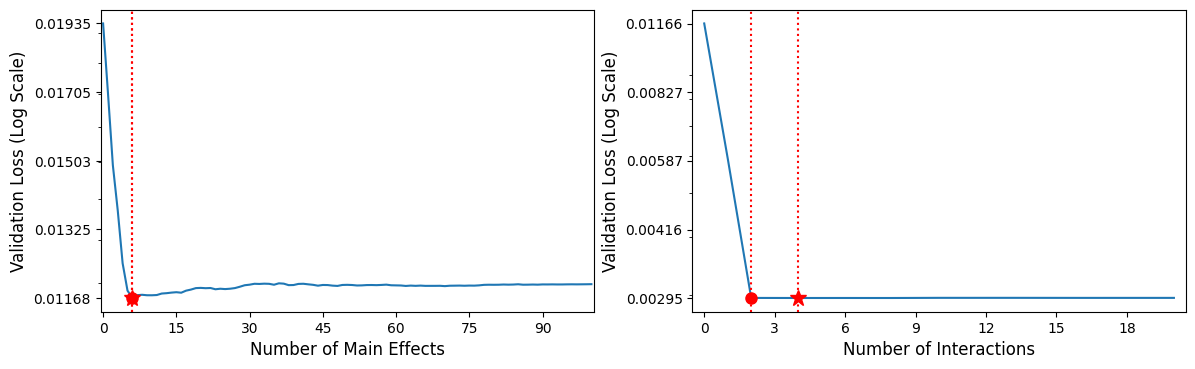 Validation Loss (Log Scale)
0.01935
0.01705
0.01503
0.01325
0.01168
0 15 30 45 60 75 90
Number of Main Effects
Validation Loss (Log Scale)
0.01166
0.00827
0.00587
0.00416
0.00295
0 3 6 9 12 15 18
Number of Interactions